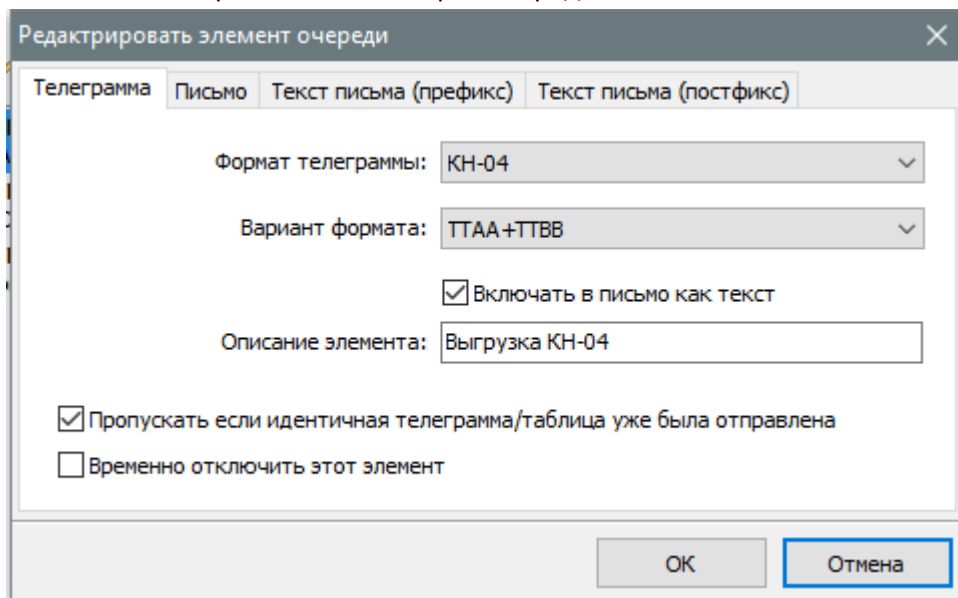 Редактрировать элемент очереди
Телеграмма Письмо Текст письма (префикс) Текст письма (постфикс)
Формат телеграммы: КН-04
Вариант формата: TTAA+TTBB
Включать в письмо как текст
Описание элемента: Выгрузка КН-04
Пропускать если идентичная телеграмма/таблица уже была отправлена
Временно отключить этот элемент
ОК Отмена